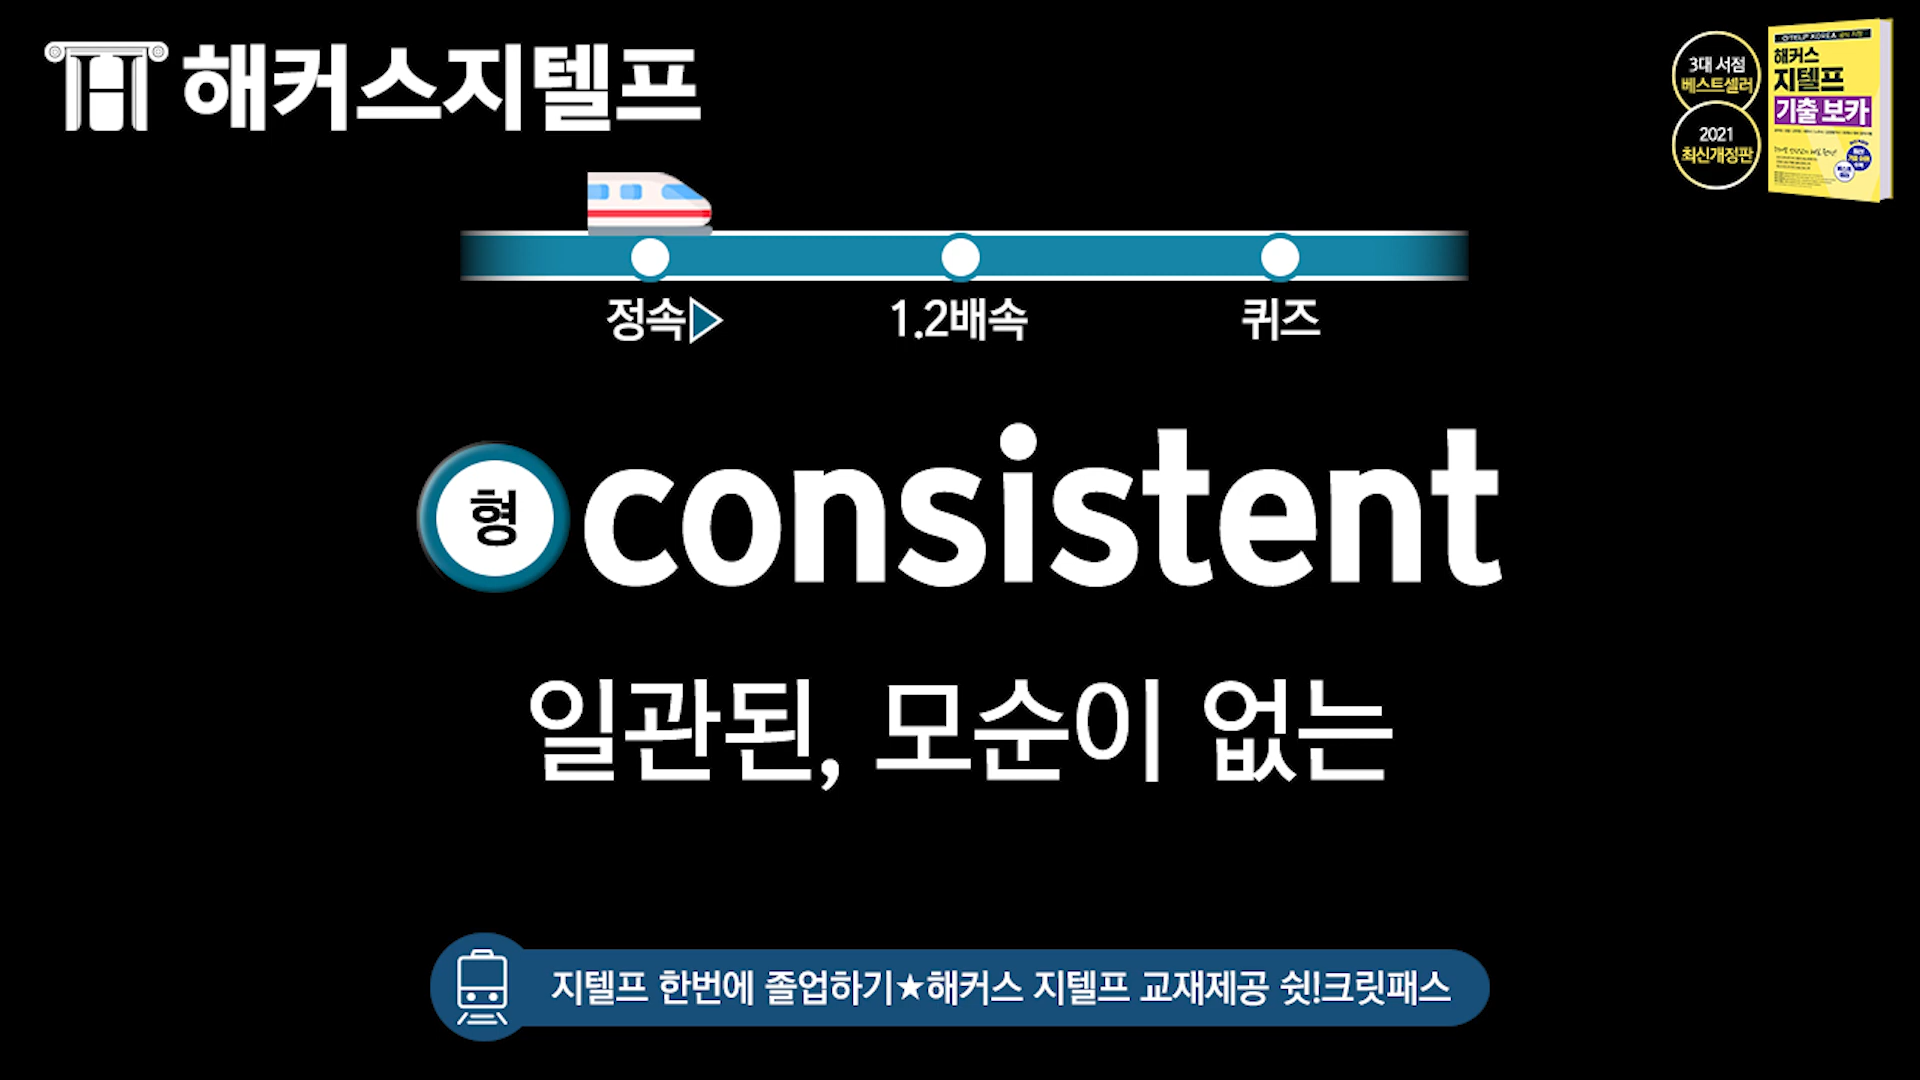 해커스지텔프
3대 서점
베스트셀러
2021
최신개정판
해커스
지텔프
기출 보카
정속
1.2배속
퀴즈
형 consistent
일관된, 모순이 없는
지텔프 한번에 졸업하기★해커스 지텔프 교재제공 쉿!크릿패스